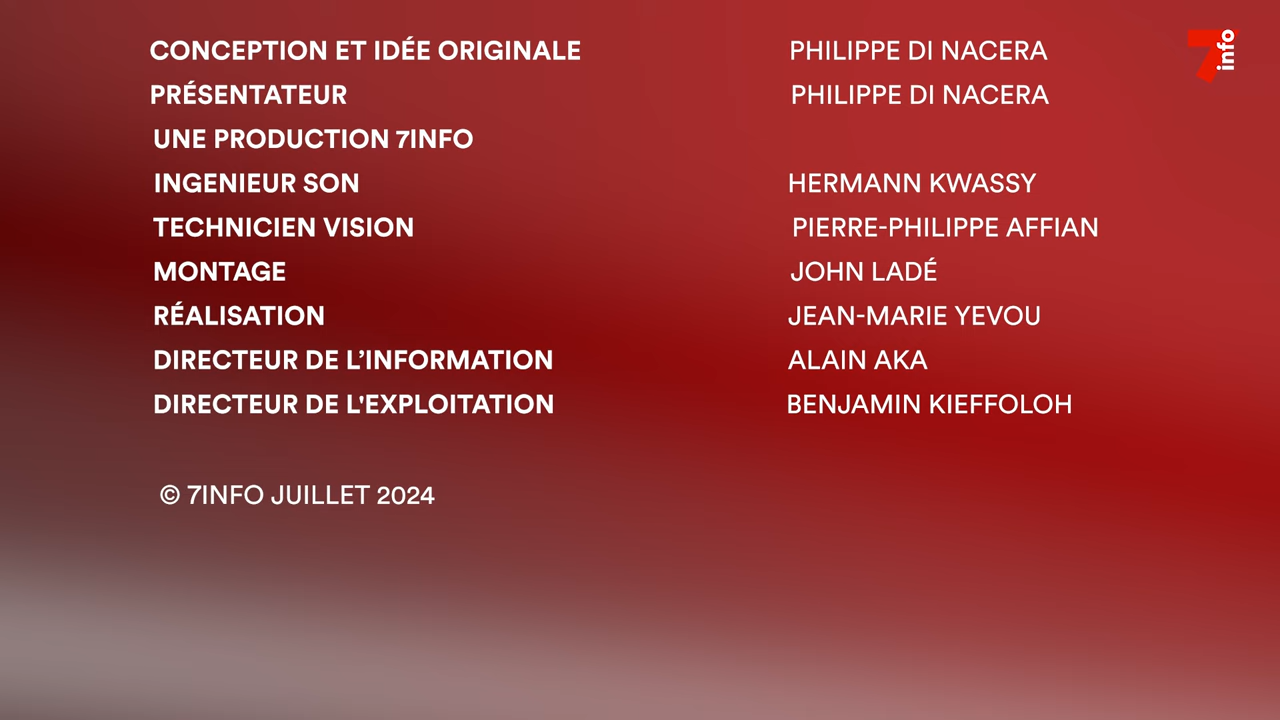 CONCEPTION ET IDÉE ORIGINALE PHILIPPE DI NACERA
PRÉSENTATEUR PHILIPPE DI NACERA
UNE PRODUCTION 7INFO
INGENIEUR SON HERMANN KWASSY
TECHNICIEN VISION PIERRE-PHILIPPE AFFIAN
MONTAGE JOHN LADÉ
RÉALISATION JEAN-MARIE YEVOU
DIRECTEUR DE L’INFORMATION ALAIN AKA
DIRECTEUR DE L'EXPLOITATION BENJAMIN KIEFFOLOH
© 7INFO JUILLET 2024
7info